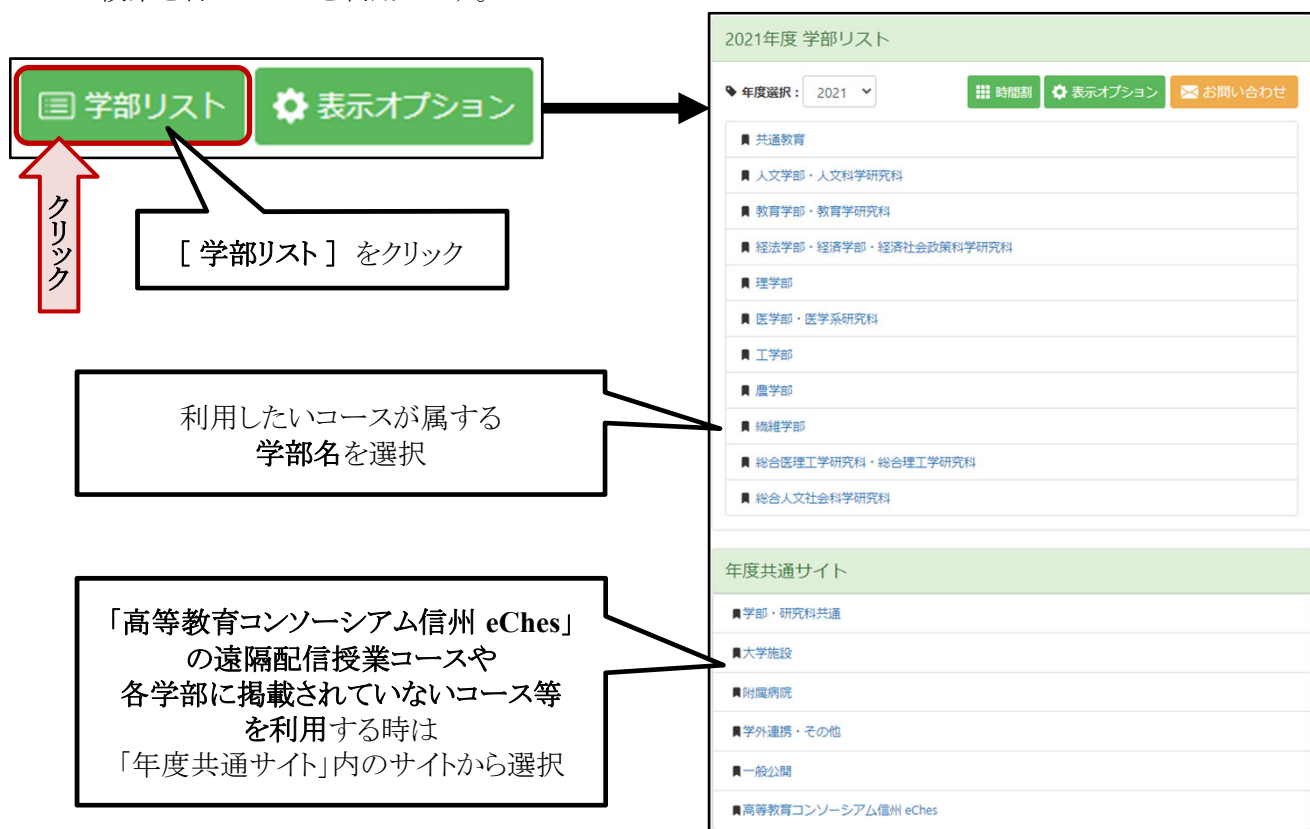 学部リスト
表示オプション
クリック
[ 学部リスト ] をクリック
利用したいコースが属する
学部名を選択
「高等教育コンソーシアム信州 eChes」
の遠隔配信授業コースや
各学部に掲載されていないコース等
を利用する時は
「年度共通サイト」内のサイトから選択
2021年度 学部リスト
年度選択: 2021
時間割
表示オプション
お問い合わせ
共通教育
人文学部・人文科学研究科
教育学部・教育学研究科
経法学部・経済学部・経済社会政策科学研究科
理学部
医学部・医学系研究科
工学部
農学部
繊維学部
総合医理工学研究科・総合理工学研究科
総合人文社会科学研究科
年度共通サイト
学部・研究科共通
大学施設
附属病院
学外連携・その他
一般公開
高等教育コンソーシアム信州 eChes